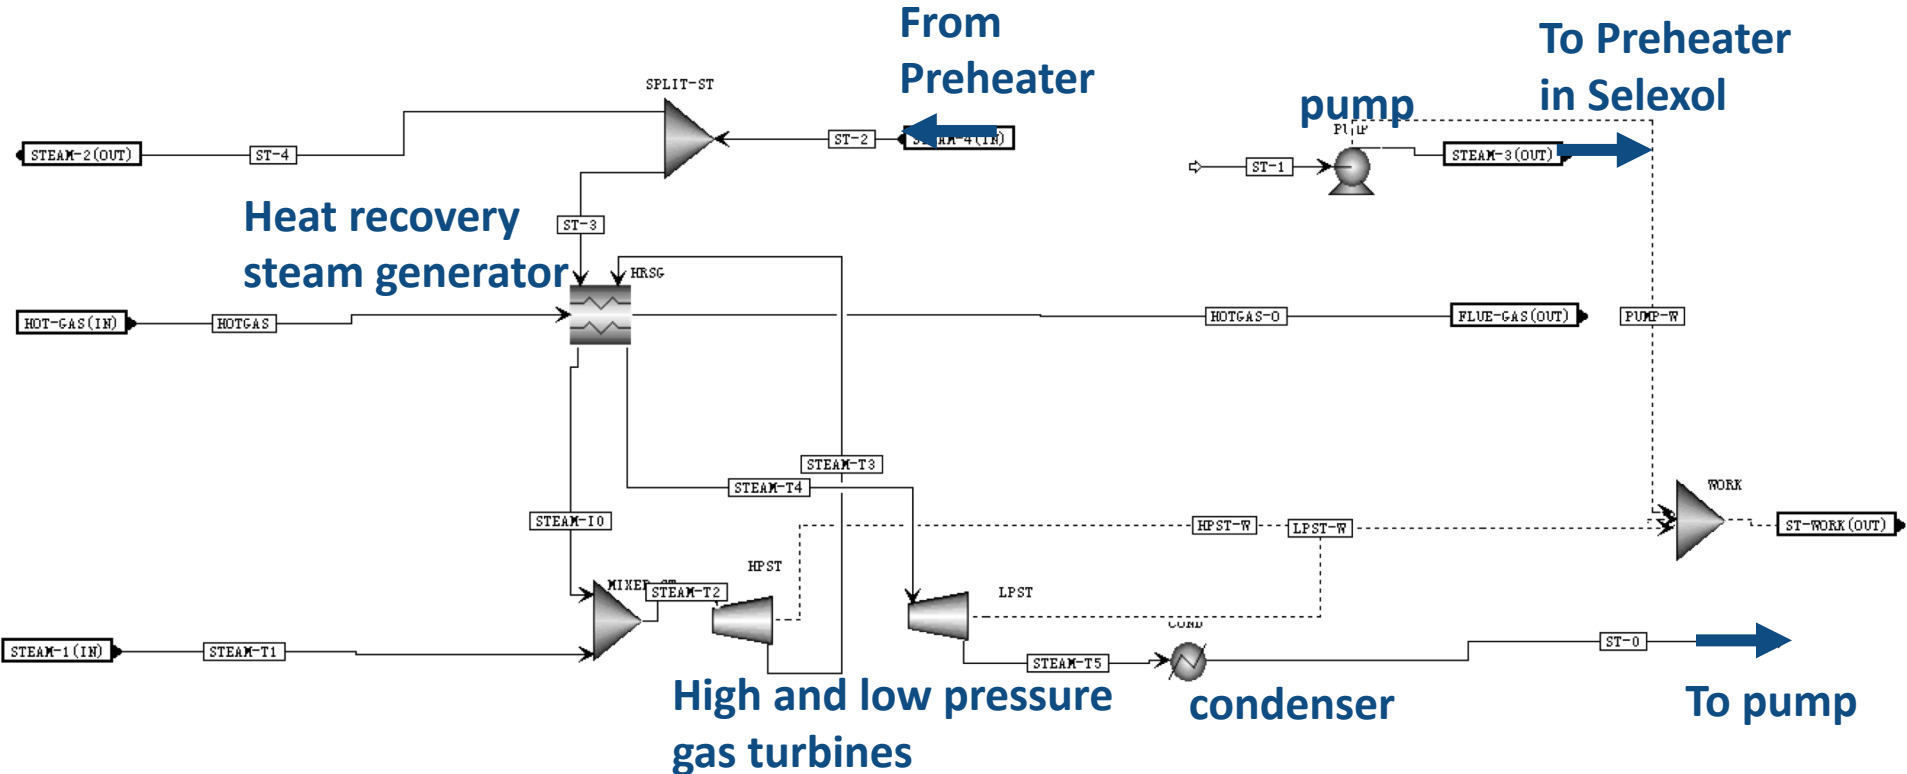 From
Preheater
To Preheater
in Selexol
pump
SPLIT-ST
STEAM-2(OUT)
ST-4
ST-2
ST-1
STEAM-3(OUT)
Heat recovery
steam generator
ST-3
HRSG
HOT-GAS(IN)
HOTGAS
HOTGAS-O
FLUE-GAS(OUT)
PUMP-W
STEAM-T3
STEAM-T4
WORK
STEAM-IO
HPST-W
LPST-W
ST-WORK(OUT)
HPST
STEAM-T2
LPST
STEAM-1(IN)
STEAM-T1
STEAM-T5
ST-0
High and low pressure
gas turbines
condenser
To pump